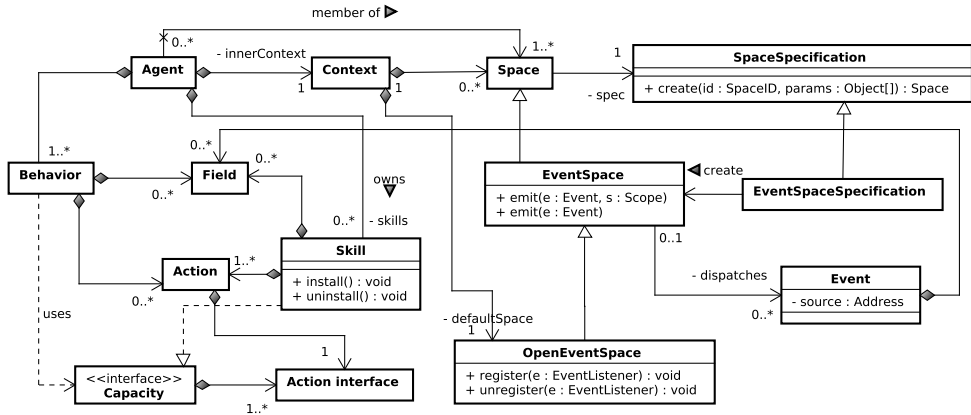 member of
0..*
1..*
- innerContext
1
SpaceSpecification
Agent
Context
Space
+ create(id : SpaceID, params : Object[]) : Space
1
1
0..*
- spec
1..*
0..*
0..*
Behavior
Field
EventSpace
create
0..*
owns
EventSpaceSpecification
+ emit(e : Event, s : Scope)
+ emit(e : Event)
0..*
- skills
0..1
Skill
1..*
Action
- dispatches
Event
+ install() : void
+ uninstall() : void
0..*
- source : Address
uses
0..*
- defaultSpace
1
1
OpenEventSpace
<<interface>>
Capacity
Action interface
+ register(e : EventListener) : void
+ unregister(e : EventListener) : void
1..*